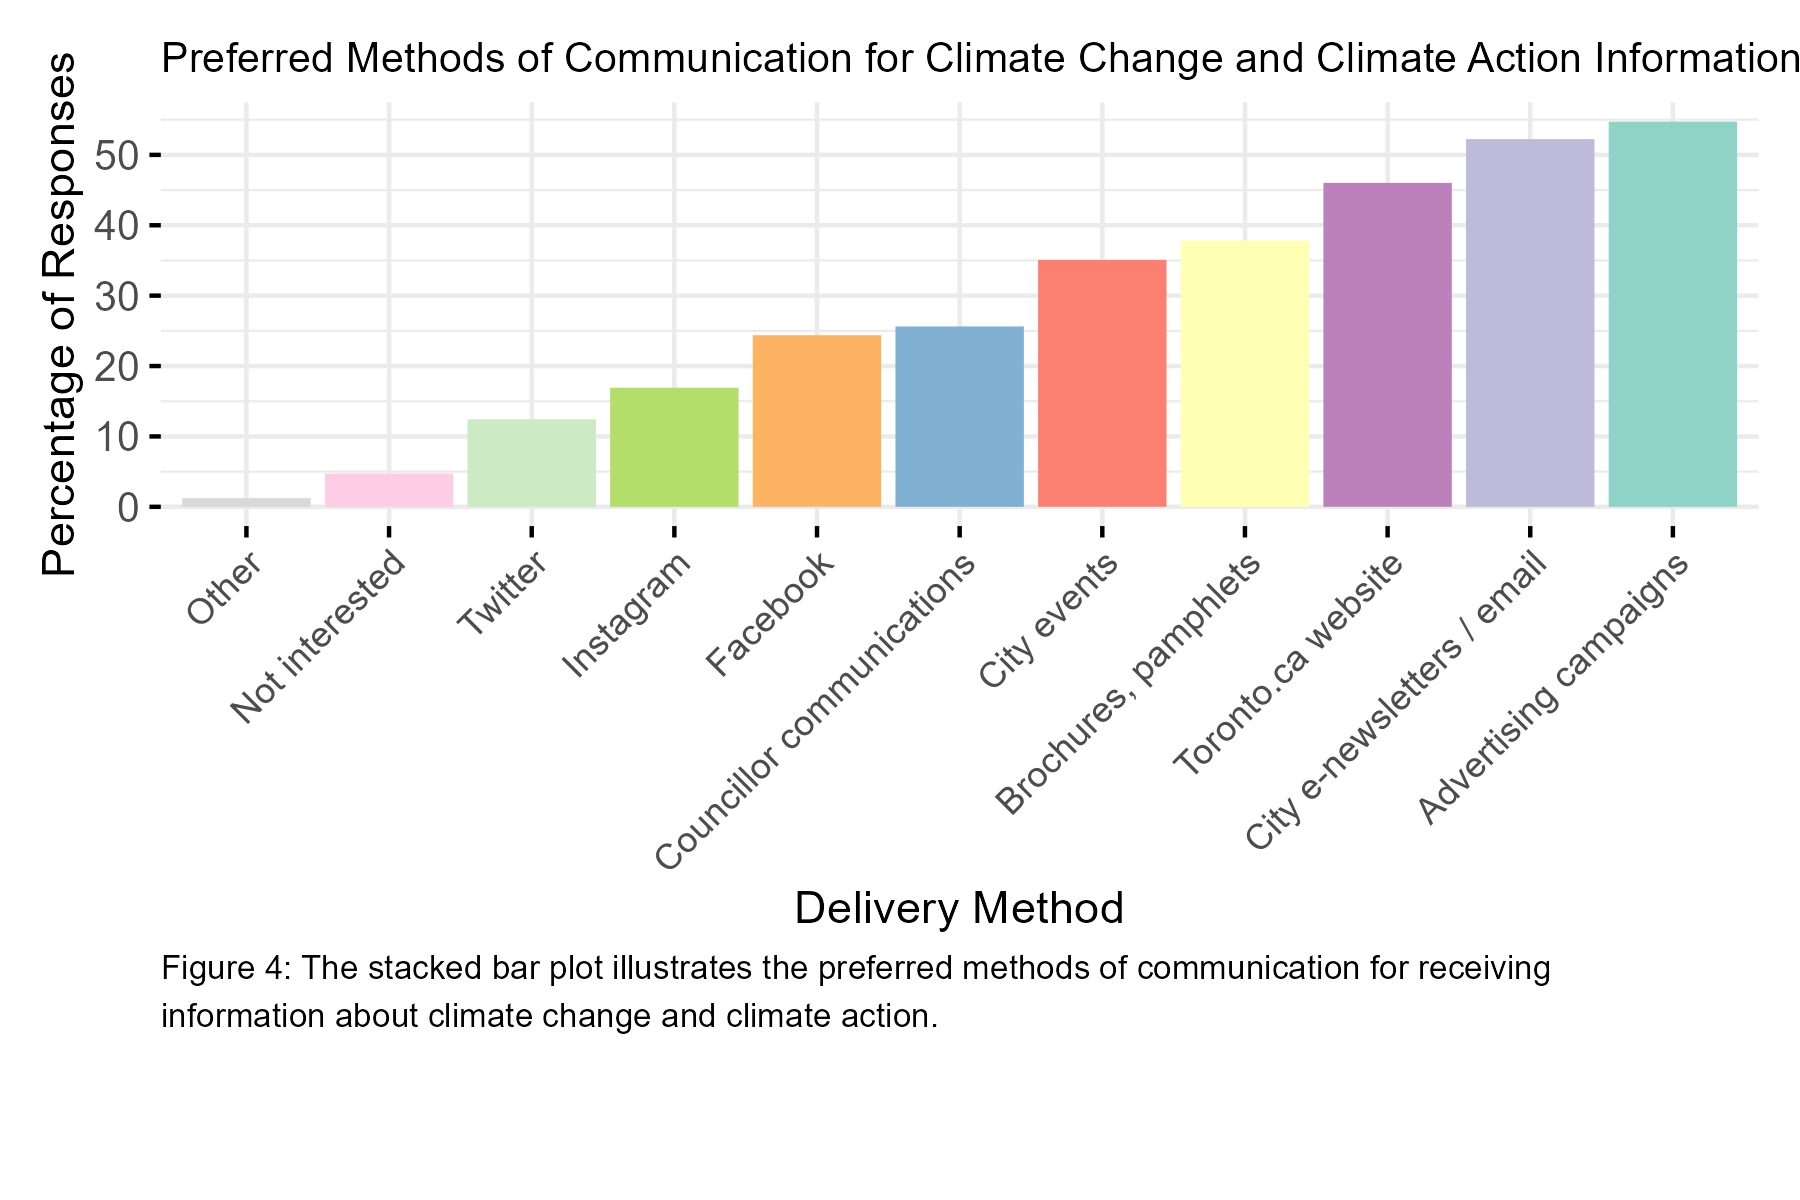 Preferred Methods of Communication for Climate Change and Climate Action Information
Percentage of Responses
50
40
30
20
10
0
Other
Not interested
Twitter
Instagram
Facebook
Councillor communications
City events
Brochures, pamphlets
Toronto.ca website
City e-newsletters / email
Advertising campaigns
Delivery Method
Figure 4: The stacked bar plot illustrates the preferred methods of communication for receiving
information about climate change and climate action.